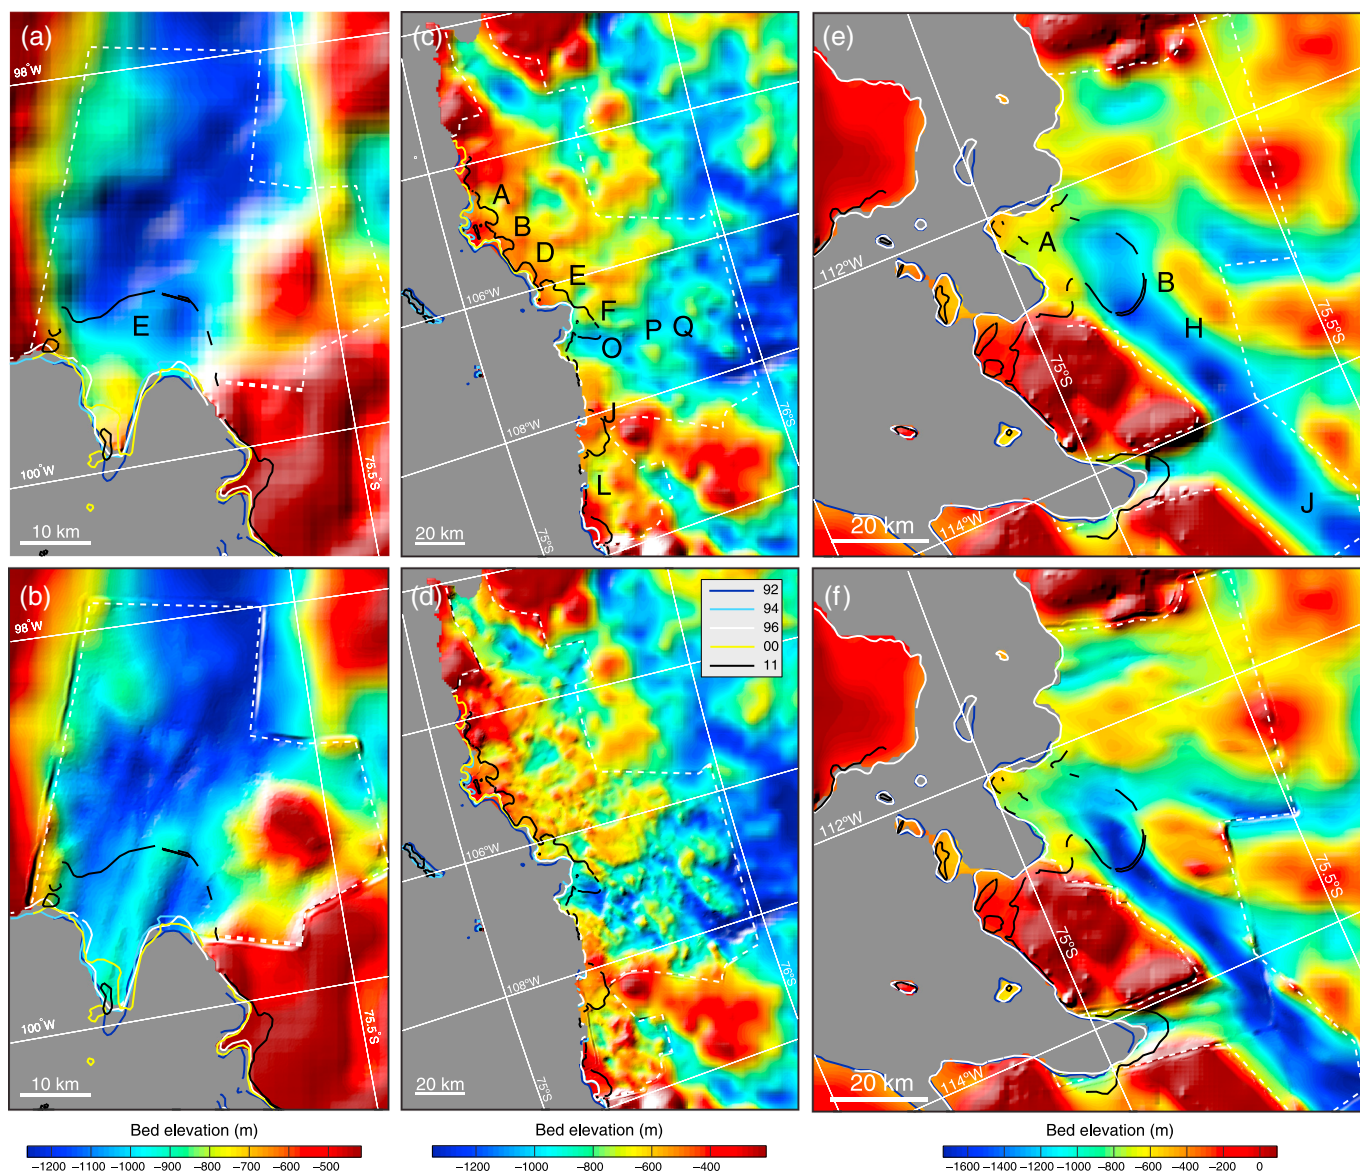 (a)
98°W
E
100°W
75.5°S
10 km
(c)
A
B
D
E
106°W
F
P
Q
O
J
108°W
76°S
L
75°S
20 km
(e)
A
112°W
B
H
75.5°S
75°S
J
114°W
20 km
(b)
98°W
100°W
75.5°S
10 km
(d)
92
94
96
00
11
106°W
108°W
76°S
75°S
20 km
(f)
112°W
75.5°S
75°S
114°W
20 km
Bed elevation (m)
−1200 −1100 −1000 −900 −800 −700 −600 −500
Bed elevation (m)
−1200 −1000 −800 −600 −400
Bed elevation (m)
−1600 −1400 −1200 −1000 −800 −600 −400 −200 0